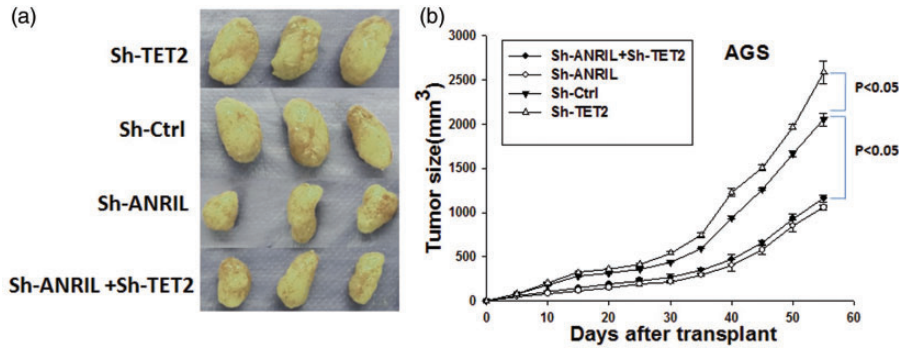 (a)
Sh-TET2
Sh-Ctrl
Sh-ANRIL
Sh-ANRIL +Sh-TET2
(b)
AGS
Sh-ANRIL+Sh-TET2
Sh-ANRIL
Sh-Ctrl
Sh-TET2
Tumor size(mm³)
3000
2500
2000
1500
1000
500
0
0 10 20 30 40 50 60
Days after transplant
P<0.05
P<0.05